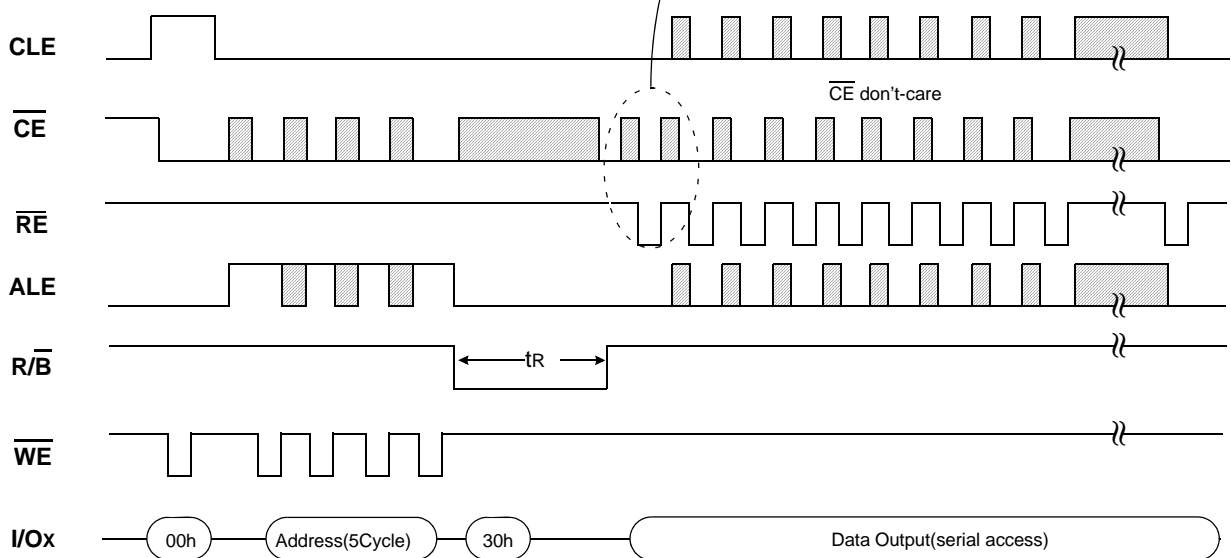 CLE
CE don't-care
CE
RE
ALE
R/B
tR
WE
I/Ox
00h
Address(5Cycle)
30h
Data Output(serial access)